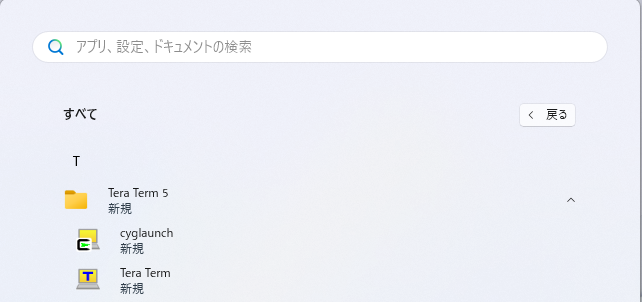 アプリ、設定、ドキュメントの検索
すべて
戻る
T
Tera Term 5
新規
cyglaunch
新規
Tera Term
新規